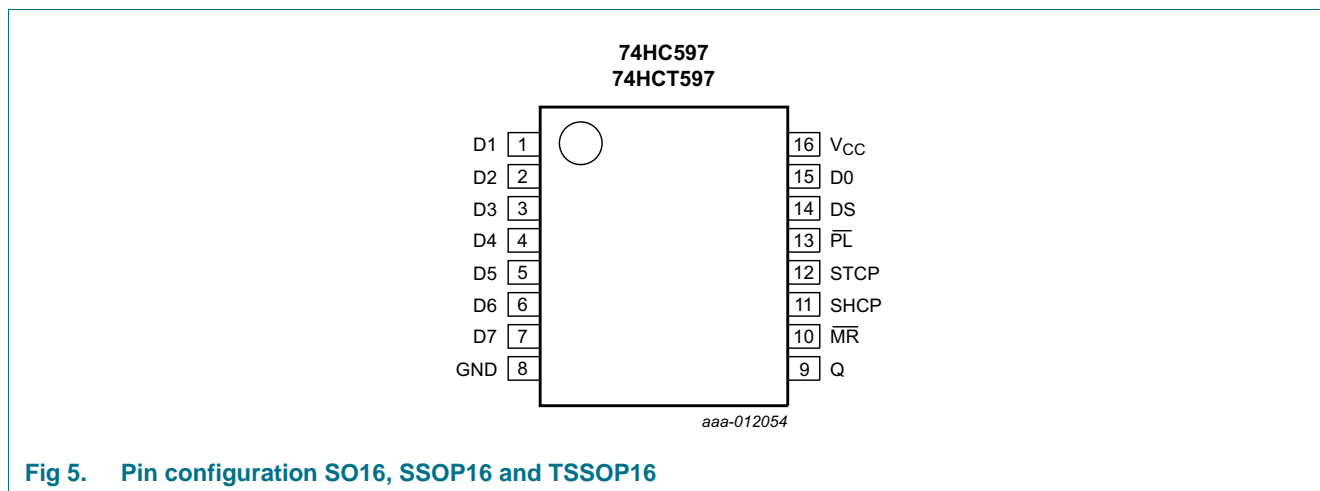 74HC597
74HCT597
D1 1
D2 2
D3 3
D4 4
D5 5
D6 6
D7 7
GND 8
16 VCC
15 D0
14 DS
13 P̅L̅
12 STCP
11 SHCP
10 M̅R̅
9 Q
aaa-012054
Fig 5. Pin configuration SO16, SSOP16 and TSSOP16